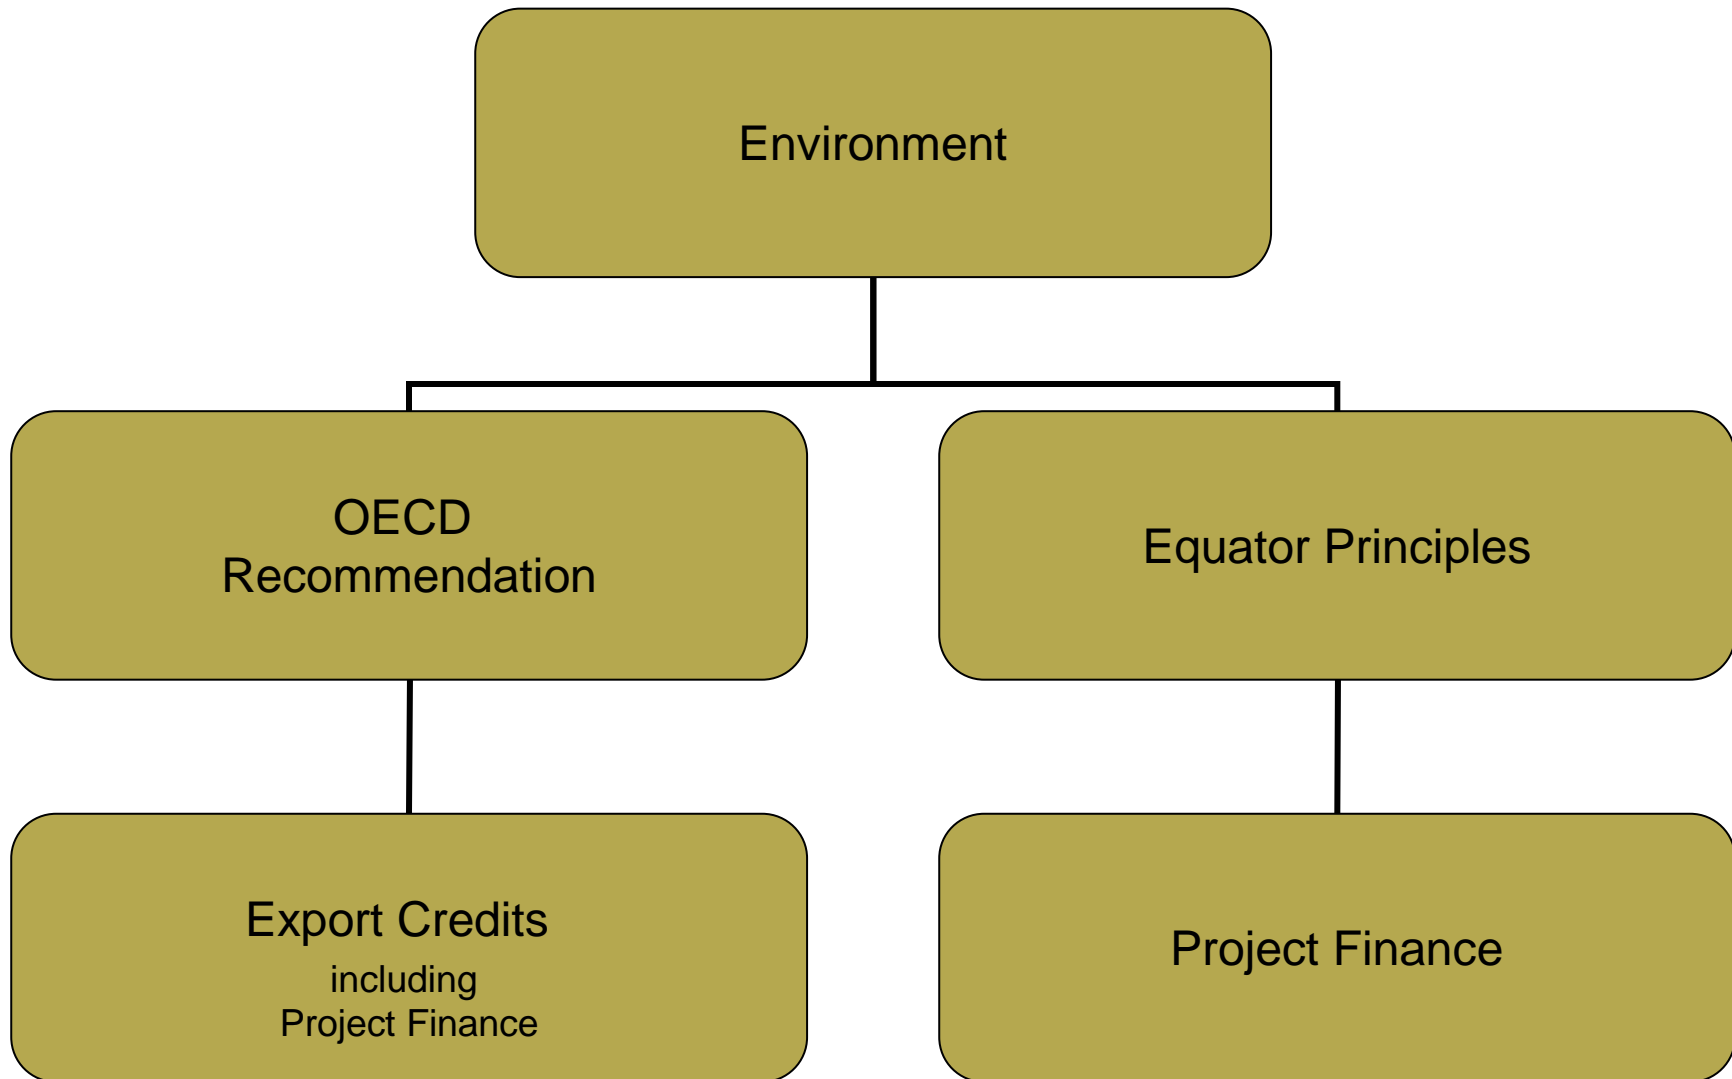 Environment
OECD
Recommendation
Equator Principles
Export Credits
including
Project Finance
Project Finance